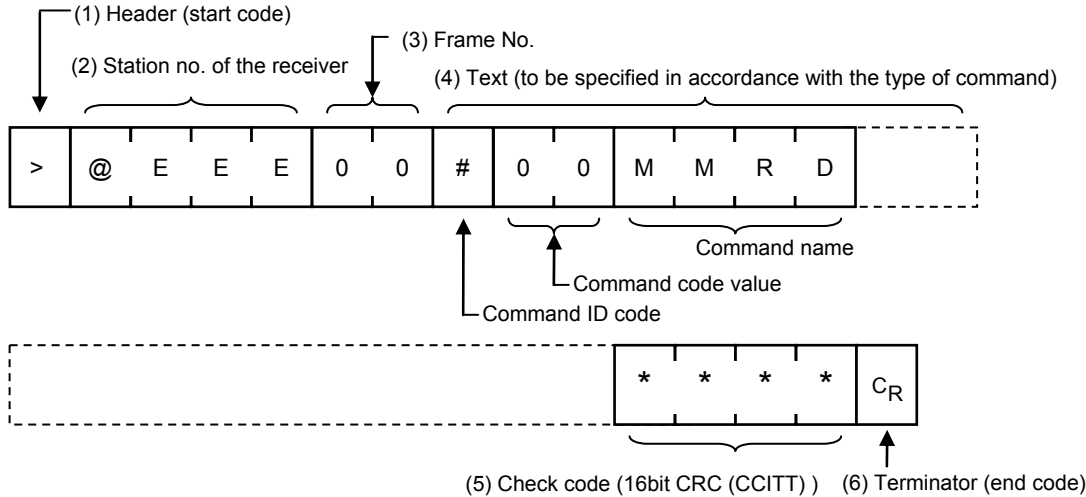 (1) Header (start code)
(3) Frame No.
(2) Station no. of the receiver
(4) Text (to be specified in accordance with the type of command)
> @ E E E 0 0 # 0 0 M M R D
Command name
Command code value
Command ID code
* * * * CR
(5) Check code (16bit CRC (CCITT) ) (6) Terminator (end code)